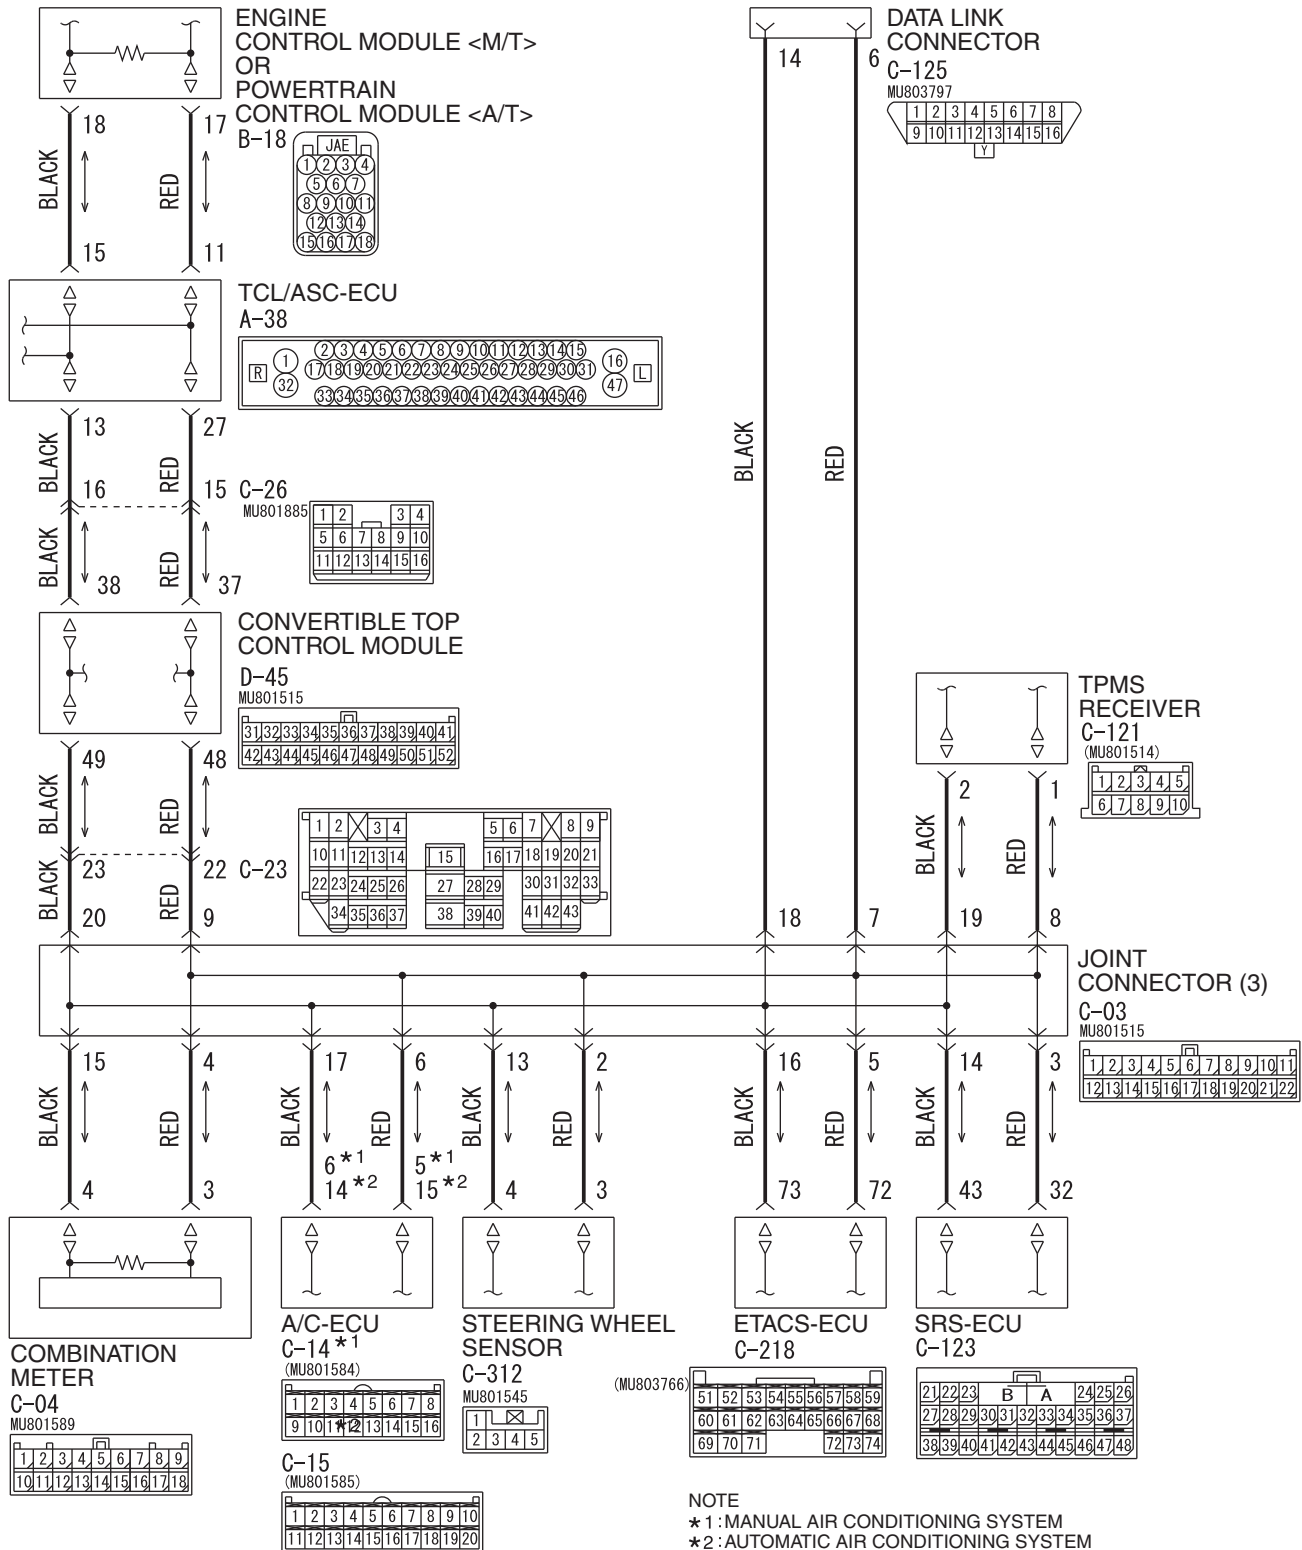 ENGINE
CONTROL MODULE <M/T>
OR
POWERTRAIN
CONTROL MODULE <A/T>
B-18
JAE
1 2 3 4
5 6 7
8 9 10 11
12 13 14
15 16 17 18
18 17
BLACK RED
15 11
DATA LINK
CONNECTOR
C-125
MU803797
1 2 3 4 5 6 7 8
9 10 11 12 13 14 15 16
Y
14 6
BLACK RED
TCL/ASC-ECU
A-38
R L
1 2 3 4 5 6 7 8 9 10 11 12 13 14 15 16
17 18 19 20 21 22 23 24 25 26 27 28 29 30 31
32 33 34 35 36 37 38 39 40 41 42 43 44 45 46 47
13 27
BLACK RED
16 15 C-26
MU801885
1 2 3 4
5 6 7 8 9 10
11 12 13 14 15 16
BLACK RED
38 37
CONVERTIBLE TOP
CONTROL MODULE
D-45
MU801515
31 32 33 34 35 36 37 38 39 40 41
42 43 44 45 46 47 48 49 50 51 52
49 48
BLACK RED
23 22 C-23
1 2 3 4 5 6 7 8 9
10 11 12 13 14 15 16 17 18 19 20 21
22 23 24 25 26 27 28 29 30 31 32 33
34 35 36 37 38 39 40 41 42 43
BLACK RED
20 9
TPMS
RECEIVER
C-121
(MU801514)
1 2 3 4 5
6 7 8 9 10
2 1
BLACK RED
18 7 19 8
JOINT
CONNECTOR (3)
C-03
MU801515
1 2 3 4 5 6 7 8 9 10 11
12 13 14 15 16 17 18 19 20 21 22
15 4 17 6 13 2 16 5 14 3
BLACK RED BLACK RED BLACK RED BLACK RED BLACK RED
6*1 5*1
14*2 15*2
4 3 4 3 73 72 43 32
COMBINATION
METER
C-04
MU801589
1 2 3 4 5 6 7 8 9
10 11 12 13 14 15 16 17 18
A/C-ECU
C-14*1
(MU801584)
1 2 3 4 5 6 7 8
9 10 11 12 13 14 15 16
*2
C-15
(MU801585)
1 2 3 4 5 6 7 8 9 10
11 12 13 14 15 16 17 18 19 20
STEERING WHEEL
SENSOR
C-312
MU801545
1
2 3 4 5
ETACS-ECU
C-218
(MU803766)
51 52 53 54 55 56 57 58 59
60 61 62 63 64 65 66 67 68
69 70 71 72 73 74
SRS-ECU
C-123
21 22 23 B A 24 25 26
27 28 29 30 31 32 33 34 35 36 37
38 39 40 41 42 43 44 45 46 47 48
NOTE
*1:MANUAL AIR CONDITIONING SYSTEM
*2:AUTOMATIC AIR CONDITIONING SYSTEM